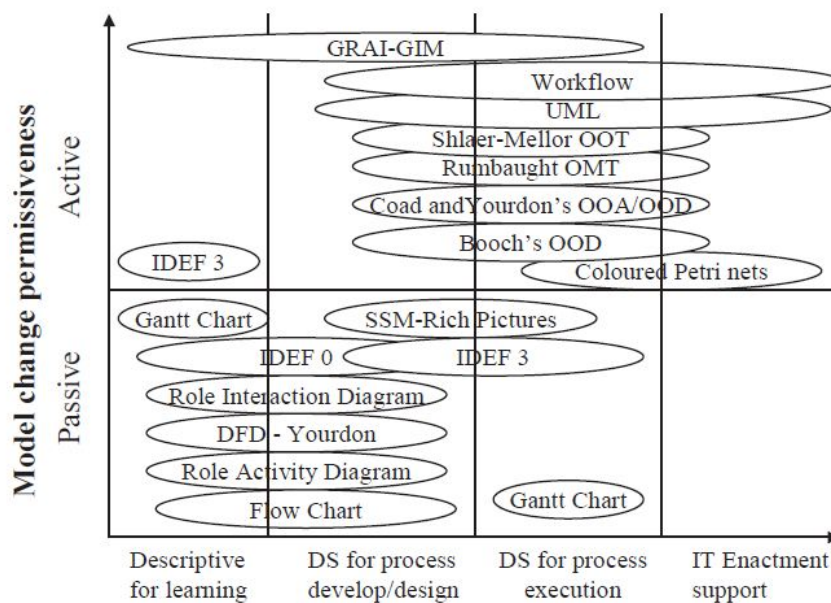 Model change permissiveness
Active
Passive
GRAI-GIM
Workflow
UML
Shlaer-Mellor OOT
Rumbaught OMT
Coad andYourdon's OOA/OOD
Booch's OOD
IDEF 3
Coloured Petri nets
Gantt Chart
SSM-Rich Pictures
IDEF 0
IDEF 3
Role Interaction Diagram
DFD - Yourdon
Role Activity Diagram
Gantt Chart
Flow Chart
Descriptive
for learning
DS for process
develop/design
DS for process
execution
IT Enactment
support